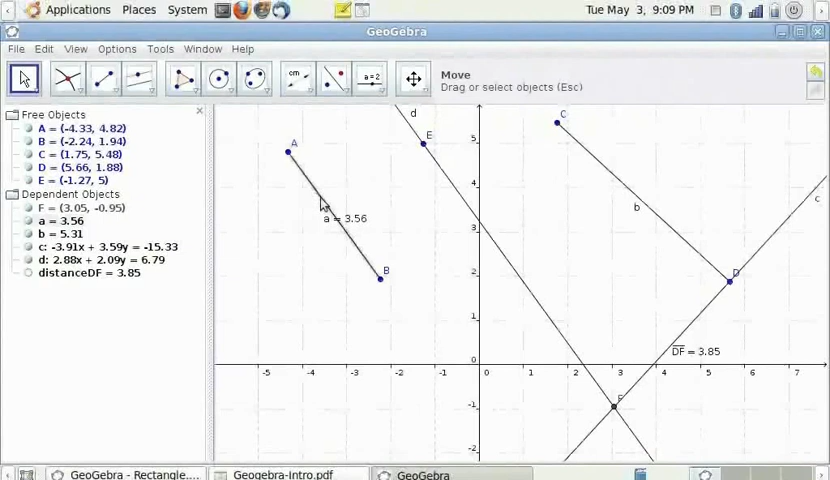 Applications Places System Tue May 3, 9:09 PM
GeoGebra
File Edit View Options Tools Window Help
cm
a = 2
Move
Drag or select objects (Esc)
Free Objects
A = (-4.33, 4.82)
B = (-2.24, 1.94)
C = (1.75, 5.48)
D = (5.66, 1.88)
E = (-1.27, 5)
Dependent Objects
F = (3.05, -0.95)
a = 3.56
b = 5.31
c: -3.91x + 3.59y = -15.33
d: 2.88x + 2.09y = 6.79
distanceDF = 3.85
d
C
E
5
A
4
c
b
a = 3.56
3
B
D
2
1
DF = 3.85
0
-5 -4 -3 -2 -1 0 1 2 3 4 5 6 7
F
-1
-2
GeoGebra - Rectangle.... Geogebra-Intro.pdf GeoGebra